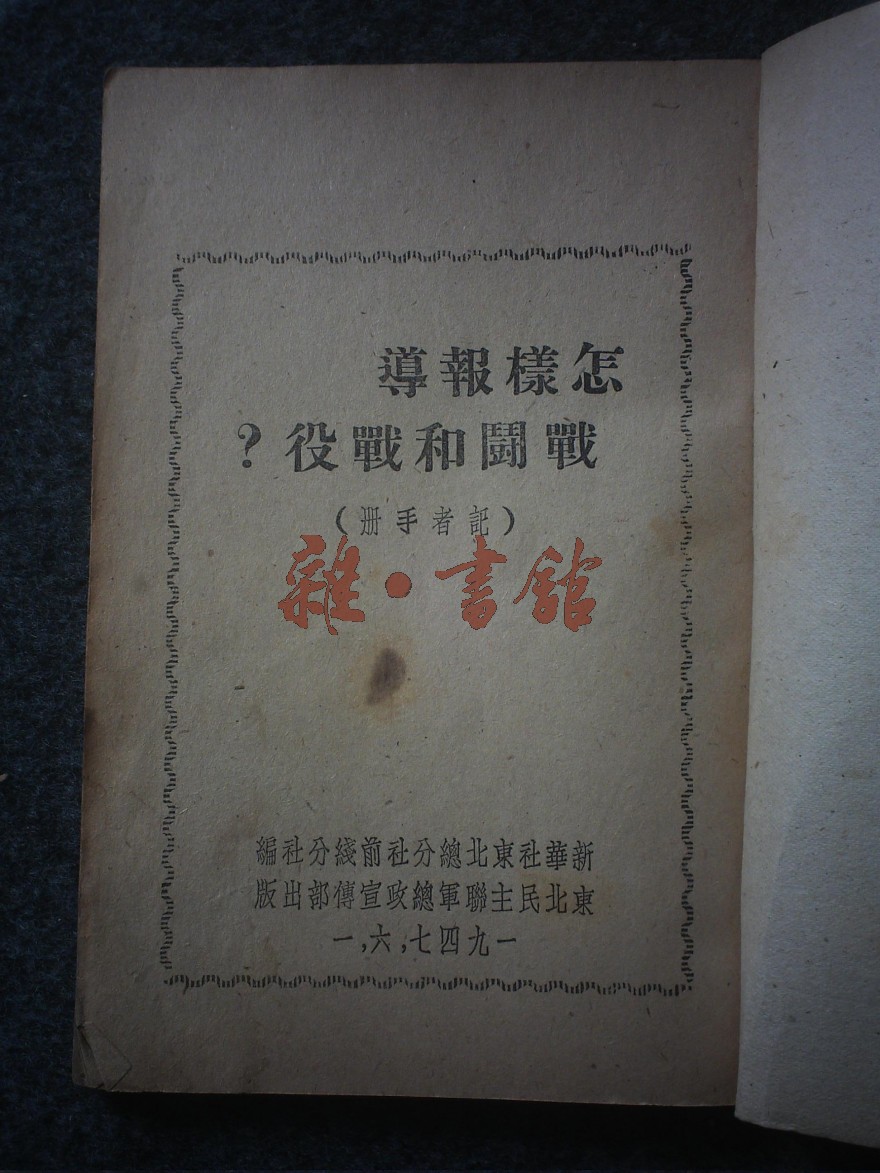 怎樣報導
戰鬪和戰役？
（記者手册）
雜·書館
新華社東北總分社前綫分社編
東北民主聯軍總政宣傳部出版
一九四七,六,一